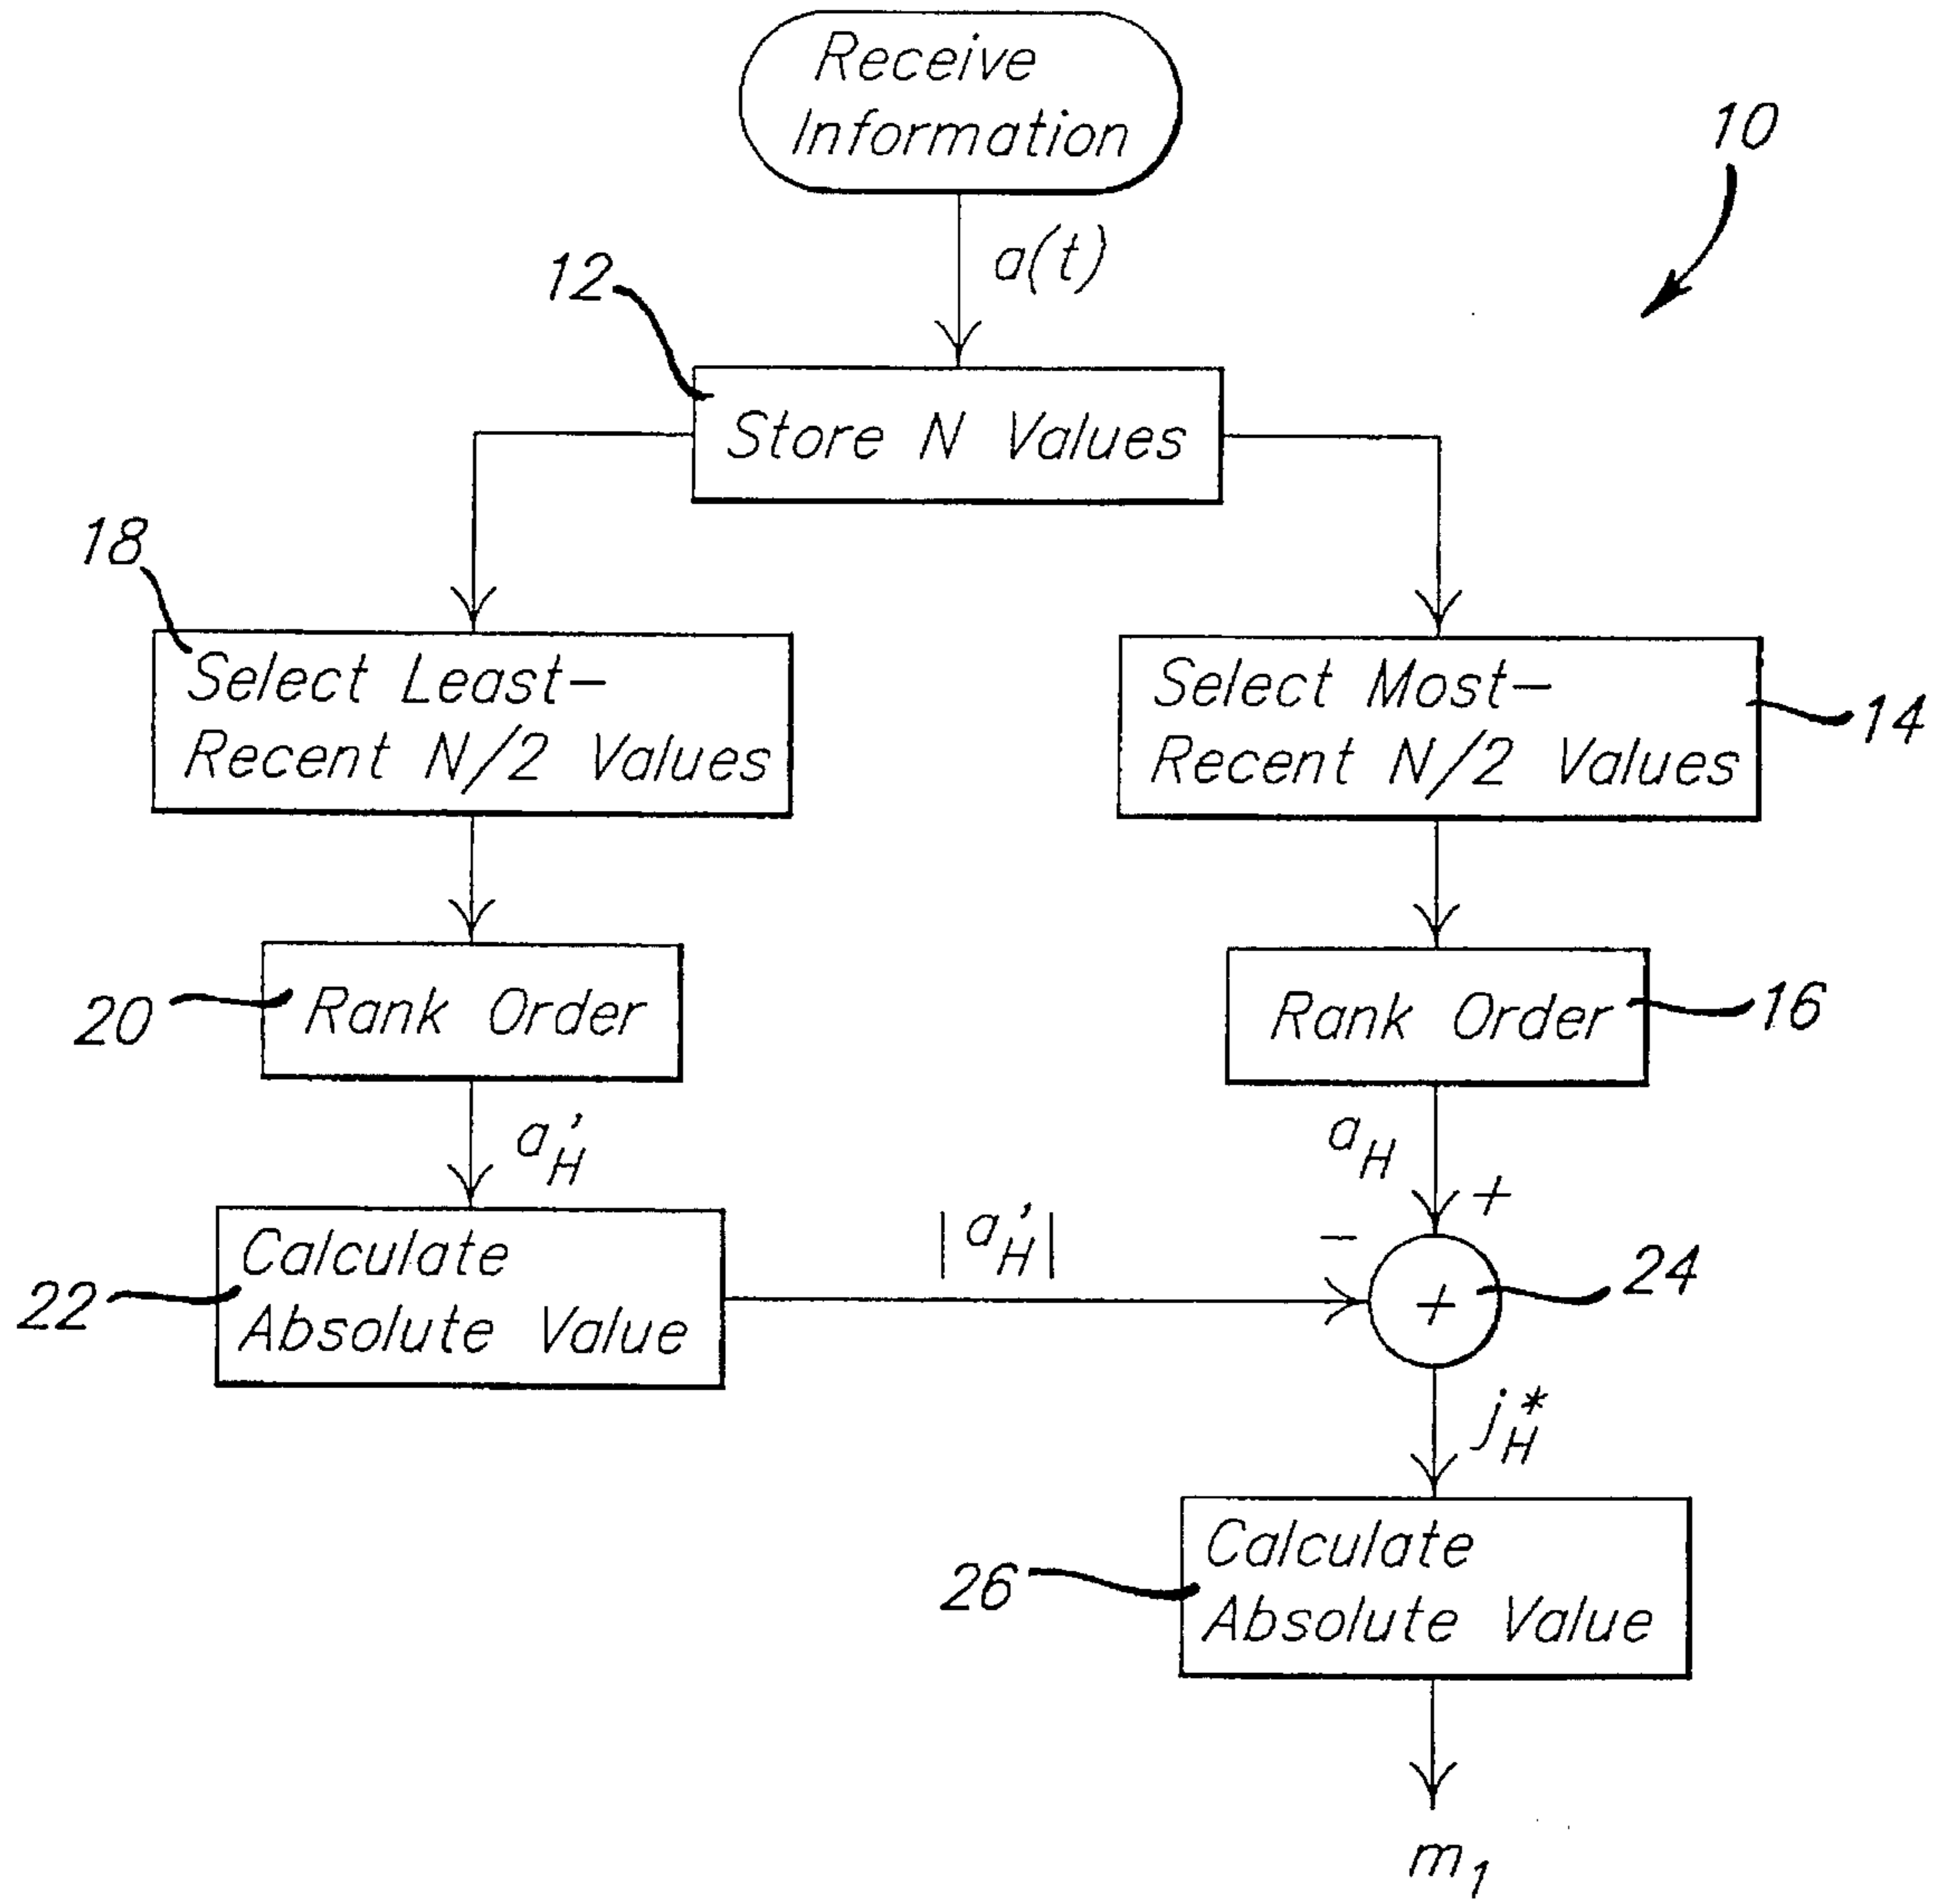 Receive
Information
10
a(t)
12
Store N Values
18
Select Least-
Recent N/2 Values
Select Most-
Recent N/2 Values
14
20
Rank Order
Rank Order
16
a'H
aH
+
|a'H|
−
22
Calculate
Absolute Value
+
24
j*H
26
Calculate
Absolute Value
m1